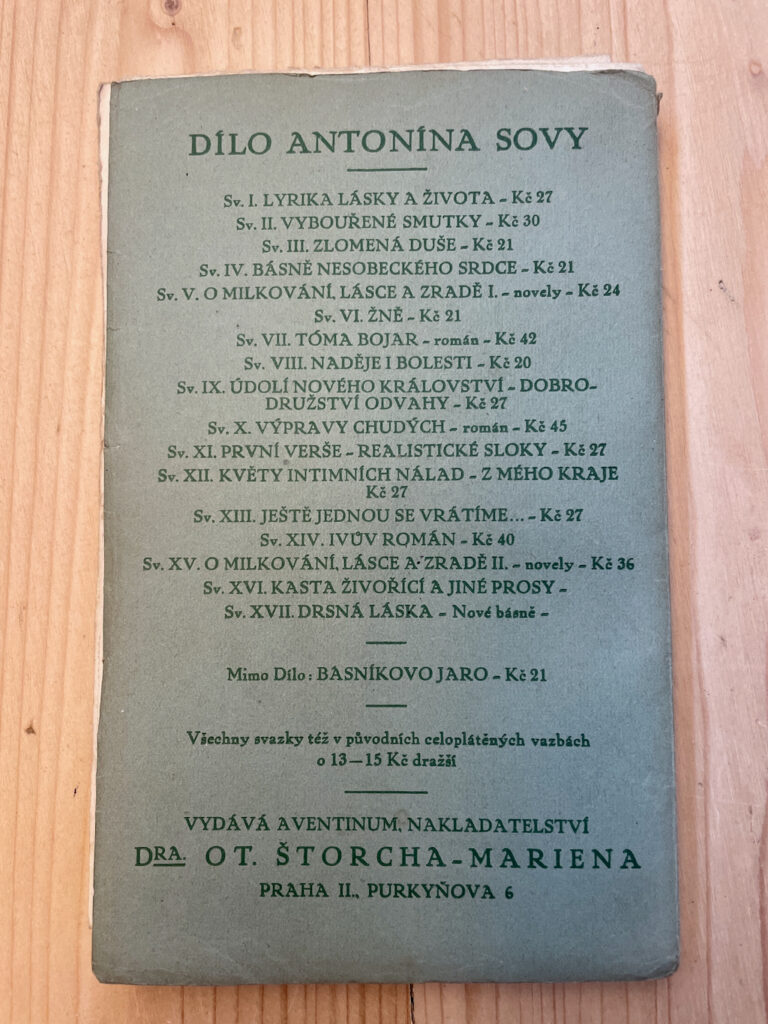 DÍLO ANTONÍNA SOVY
Sv. I. LYRIKA LÁSKY A ŽIVOTA – Kč 27
Sv. II. VYBOUŘENÉ SMUTKY – Kč 30
Sv. III. ZLOMENÁ DUŠE – Kč 21
Sv. IV. BÁSNĚ NESOBECKÉHO SRDCE – Kč 21
Sv. V. O MILKOVÁNÍ, LÁSCE A ZRADĚ I. – novely – Kč 24
Sv. VI. ŽNĚ – Kč 21
Sv. VII. TÓMA BOJAR – román – Kč 42
Sv. VIII. NADĚJE I BOLESTI – Kč 20
Sv. IX. ÚDOLÍ NOVÉHO KRÁLOVSTVÍ – DOBRO-
DRUŽSTVÍ ODVAHY – Kč 27
Sv. X. VÝPRAVY CHUDÝCH – román – Kč 45
Sv. XI. PRVNÍ VERŠE – REALISTICKÉ SLOKY – Kč 27
Sv. XII. KVĚTY INTIMNÍCH NÁLAD – Z MÉHO KRAJE
Kč 27
Sv. XIII. JEŠTĚ JEDNOU SE VRÁTÍME... – Kč 27
Sv. XIV. IVŮV ROMÁN – Kč 40
Sv. XV. O MILKOVÁNÍ, LÁSCE A ZRADĚ II. – novely – Kč 36
Sv. XVI. KASTA ŽIVOŘÍCÍ A JINÉ PROSY –
Sv. XVII. DRSNÁ LÁSKA – Nové básně –
Mimo Dílo: BASNÍKOVO JARO – Kč 21
Všechny svazky též v původních celoplátěných vazbách
o 13—15 Kč dražší
VYDÁVÁ AVENTINUM, NAKLADATELSTVÍ
DRA. OT. ŠTORCHA-MARIENA
PRAHA II., PURKYŇOVA 6